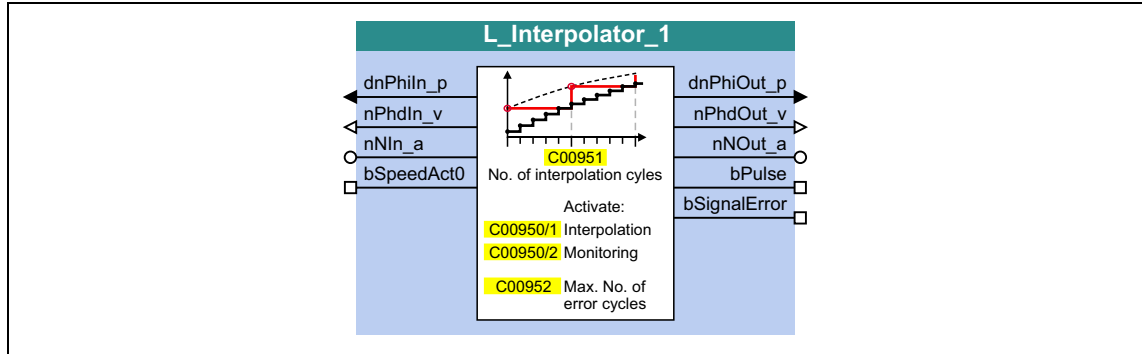 L_Interpolator_1
dnPhiIn_p
nPhdIn_v
nNIn_a
bSpeedAct0
C00951
No. of interpolation cyles
Activate:
C00950/1 Interpolation
C00950/2 Monitoring
C00952 Max. No. of
error cycles
dnPhiOut_p
nPhdOut_v
nNOut_a
bPulse
bSignalError